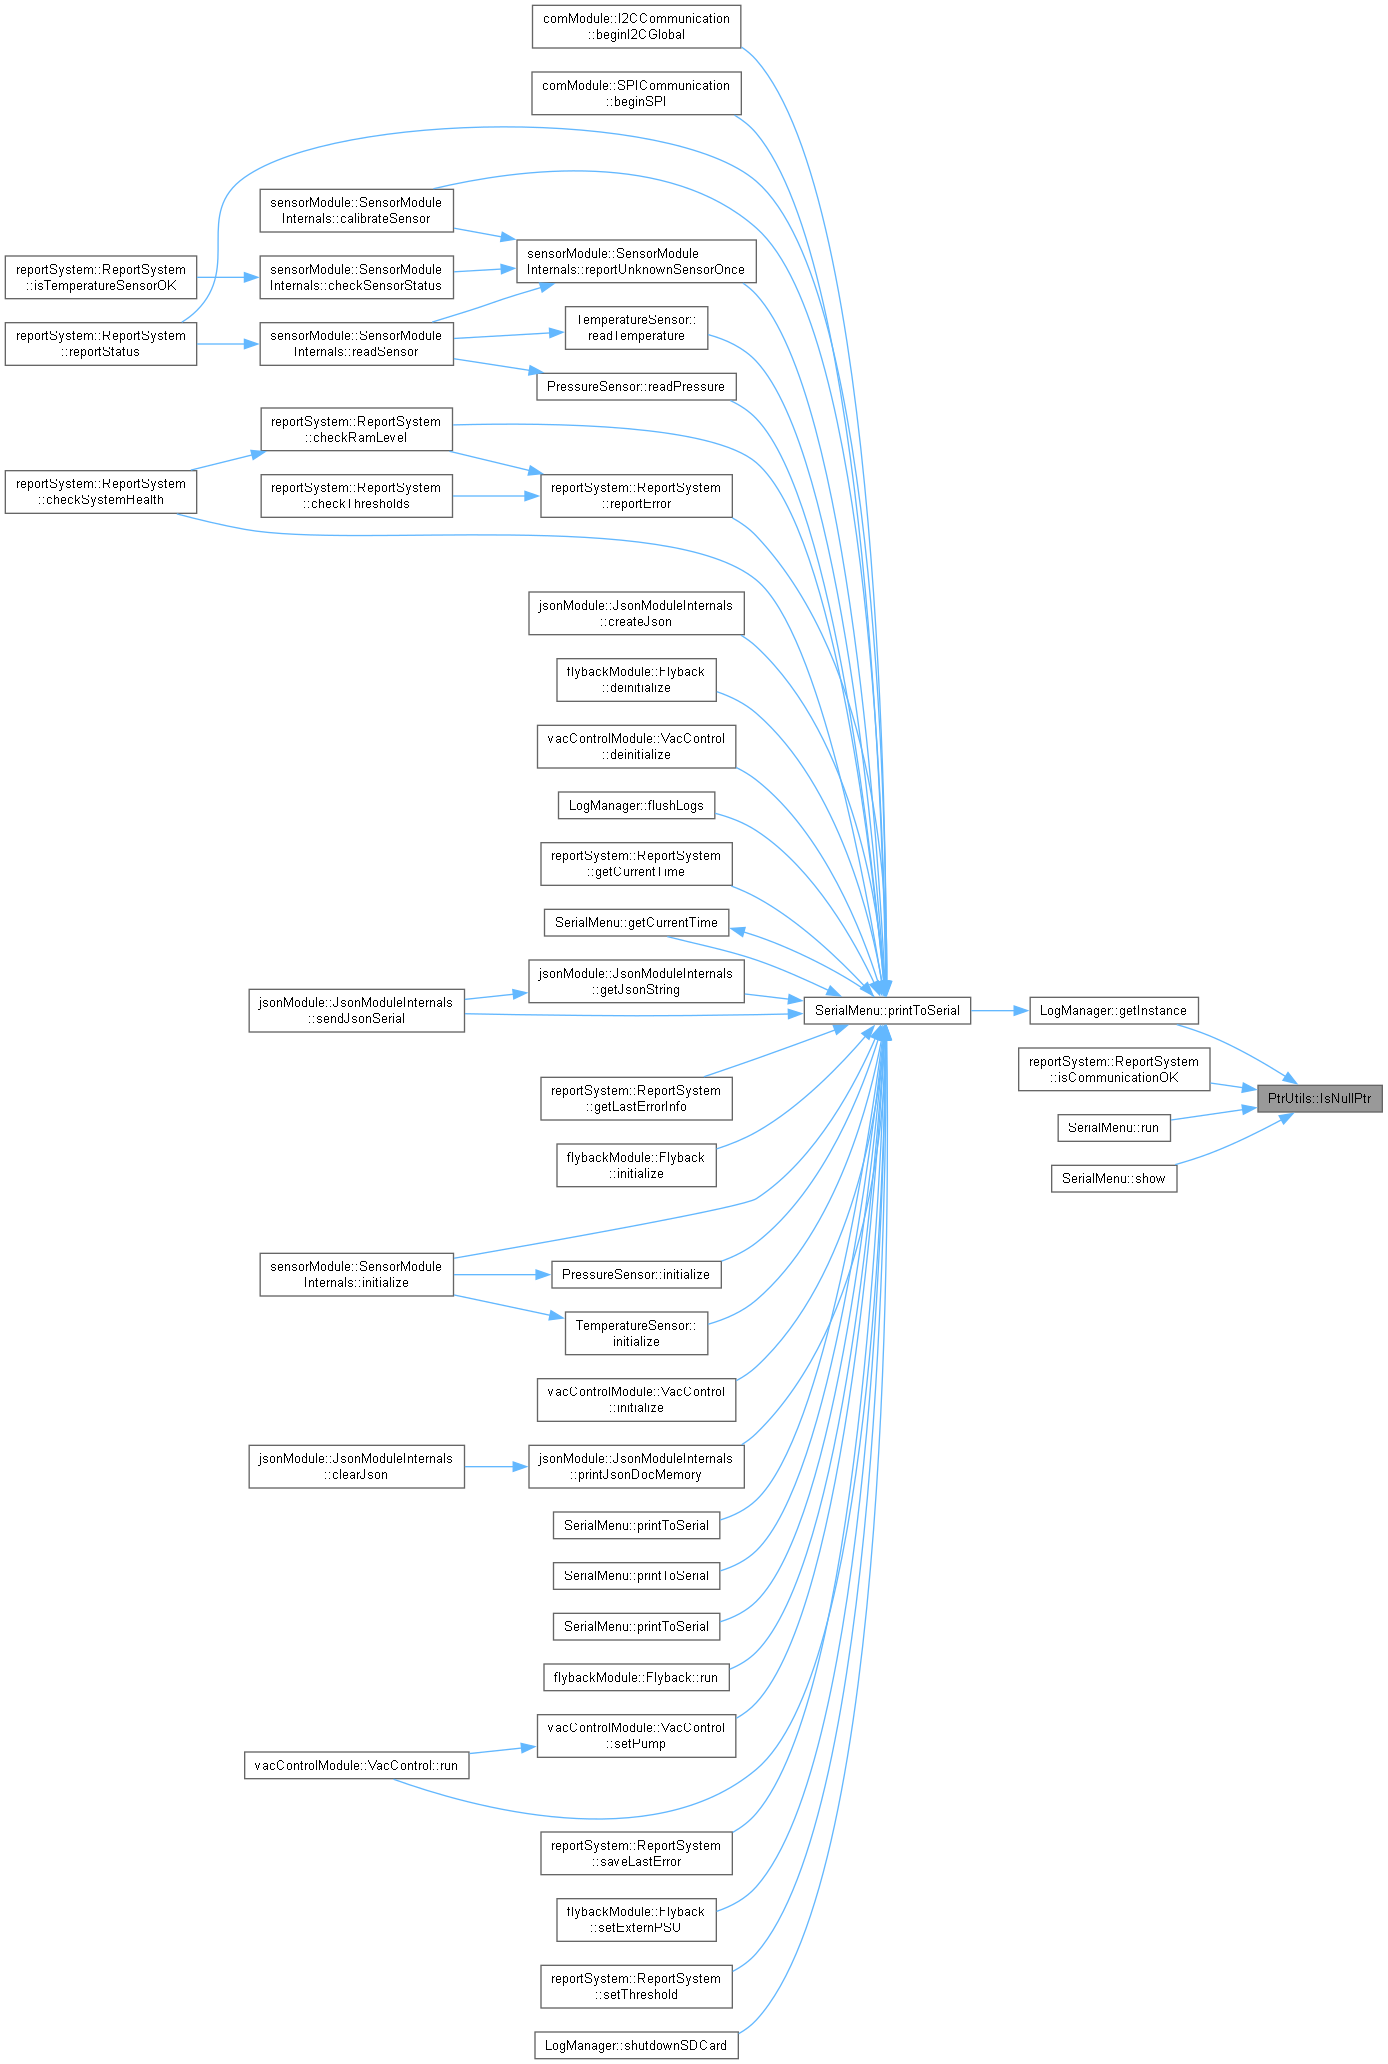 comModule::I2CCommunication
::beginI2CGlobal
comModule::SPICommunication
::beginSPI
sensorModule::SensorModule
Internals::calibrateSensor
sensorModule::SensorModule
Internals::reportUnknownSensorOnce
reportSystem::ReportSystem
::isTemperatureSensorOK
sensorModule::SensorModule
Internals::checkSensorStatus
TemperatureSensor::
readTemperature
reportSystem::ReportSystem
::reportStatus
sensorModule::SensorModule
Internals::readSensor
PressureSensor::readPressure
reportSystem::ReportSystem
::checkRamLevel
reportSystem::ReportSystem
::checkSystemHealth
reportSystem::ReportSystem
::checkThresholds
reportSystem::ReportSystem
::reportError
jsonModule::JsonModuleInternals
::createJson
flybackModule::Flyback
::deinitialize
vacControlModule::VacControl
::deinitialize
LogManager::flushLogs
reportSystem::ReportSystem
::getCurrentTime
SerialMenu::getCurrentTime
jsonModule::JsonModuleInternals
::getJsonString
jsonModule::JsonModuleInternals
::sendJsonSerial
SerialMenu::printToSerial
LogManager::getInstance
reportSystem::ReportSystem
::isCommunicationOK
PtrUtils::IsNullPtr
reportSystem::ReportSystem
::getLastErrorInfo
SerialMenu::run
flybackModule::Flyback
::initialize
SerialMenu::show
sensorModule::SensorModule
Internals::initialize
PressureSensor::initialize
TemperatureSensor::
initialize
vacControlModule::VacControl
::initialize
jsonModule::JsonModuleInternals
::clearJson
jsonModule::JsonModuleInternals
::printJsonDocMemory
SerialMenu::printToSerial
SerialMenu::printToSerial
SerialMenu::printToSerial
flybackModule::Flyback::run
vacControlModule::VacControl
::setPump
vacControlModule::VacControl::run
reportSystem::ReportSystem
::saveLastError
flybackModule::Flyback
::setExternPSU
reportSystem::ReportSystem
::setThreshold
LogManager::shutdownSDCard